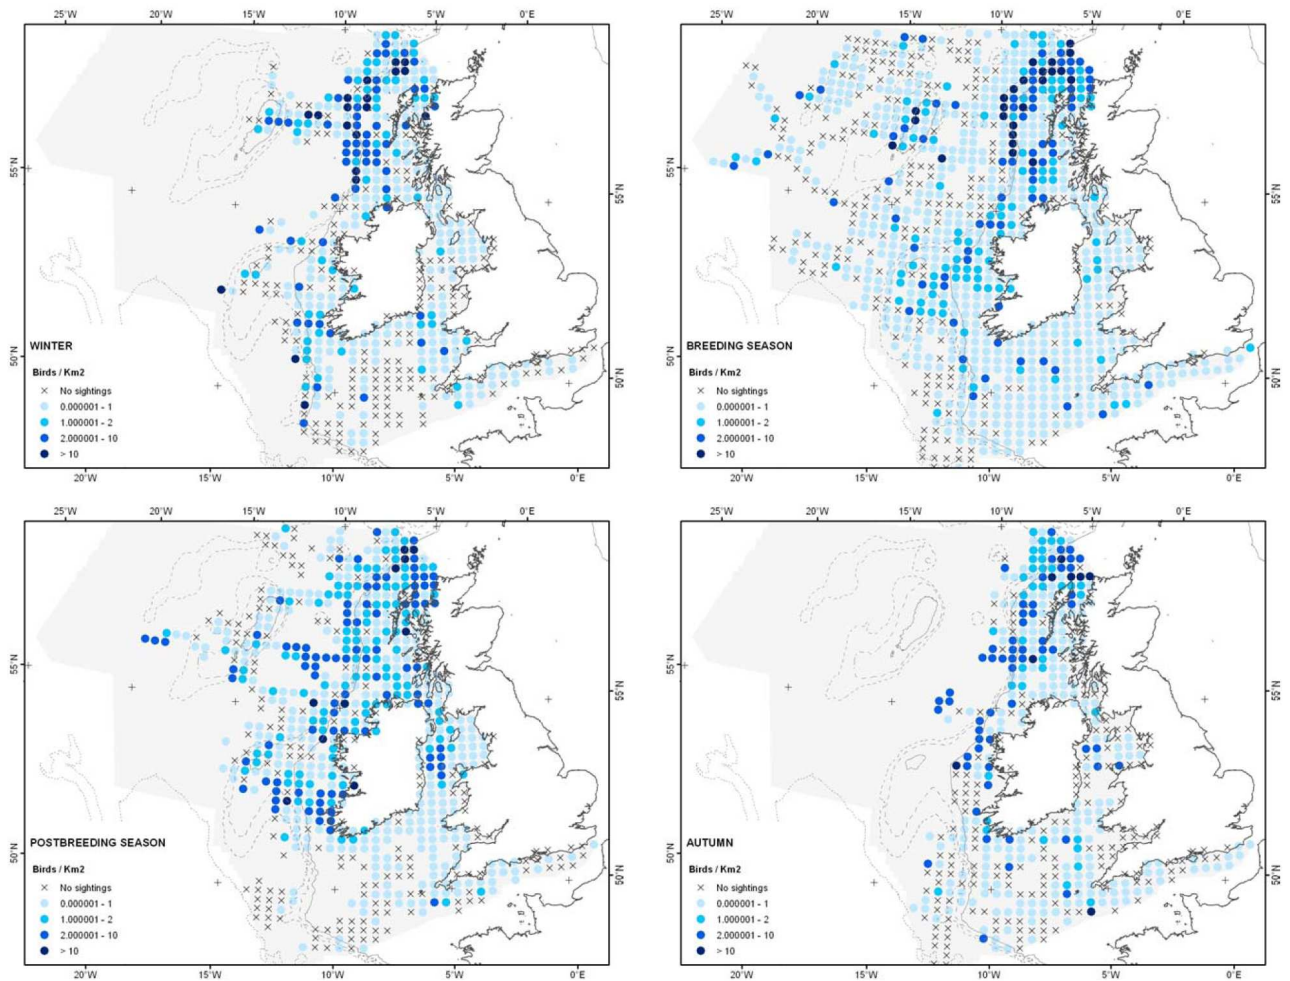 25°W 20°W 15°W 10°W 5°W 0°E
55°N 55°N
50°N 50°N
WINTER
Birds / Km2
No sightings
0.000001 - 1
1.000001 - 2
2.000001 - 10
> 10
20°W 15°W 10°W 5°W 0°E
25°W 20°W 15°W 10°W 5°W 0°E
55°N 55°N
50°N 50°N
BREEDING SEASON
Birds / Km2
No sightings
0.000001 - 1
1.000001 - 2
2.000001 - 10
> 10
20°W 15°W 10°W 5°W 0°E
25°W 20°W 15°W 10°W 5°W 0°E
55°N 55°N
50°N 50°N
POSTBREEDING SEASON
Birds / Km2
No sightings
0.000001 - 1
1.000001 - 2
2.000001 - 10
> 10
20°W 15°W 10°W 5°W 0°E
25°W 20°W 15°W 10°W 5°W 0°E
55°N 55°N
50°N 50°N
AUTUMN
Birds / Km2
No sightings
0.000001 - 1
1.000001 - 2
2.000001 - 10
> 10
20°W 15°W 10°W 5°W 0°E